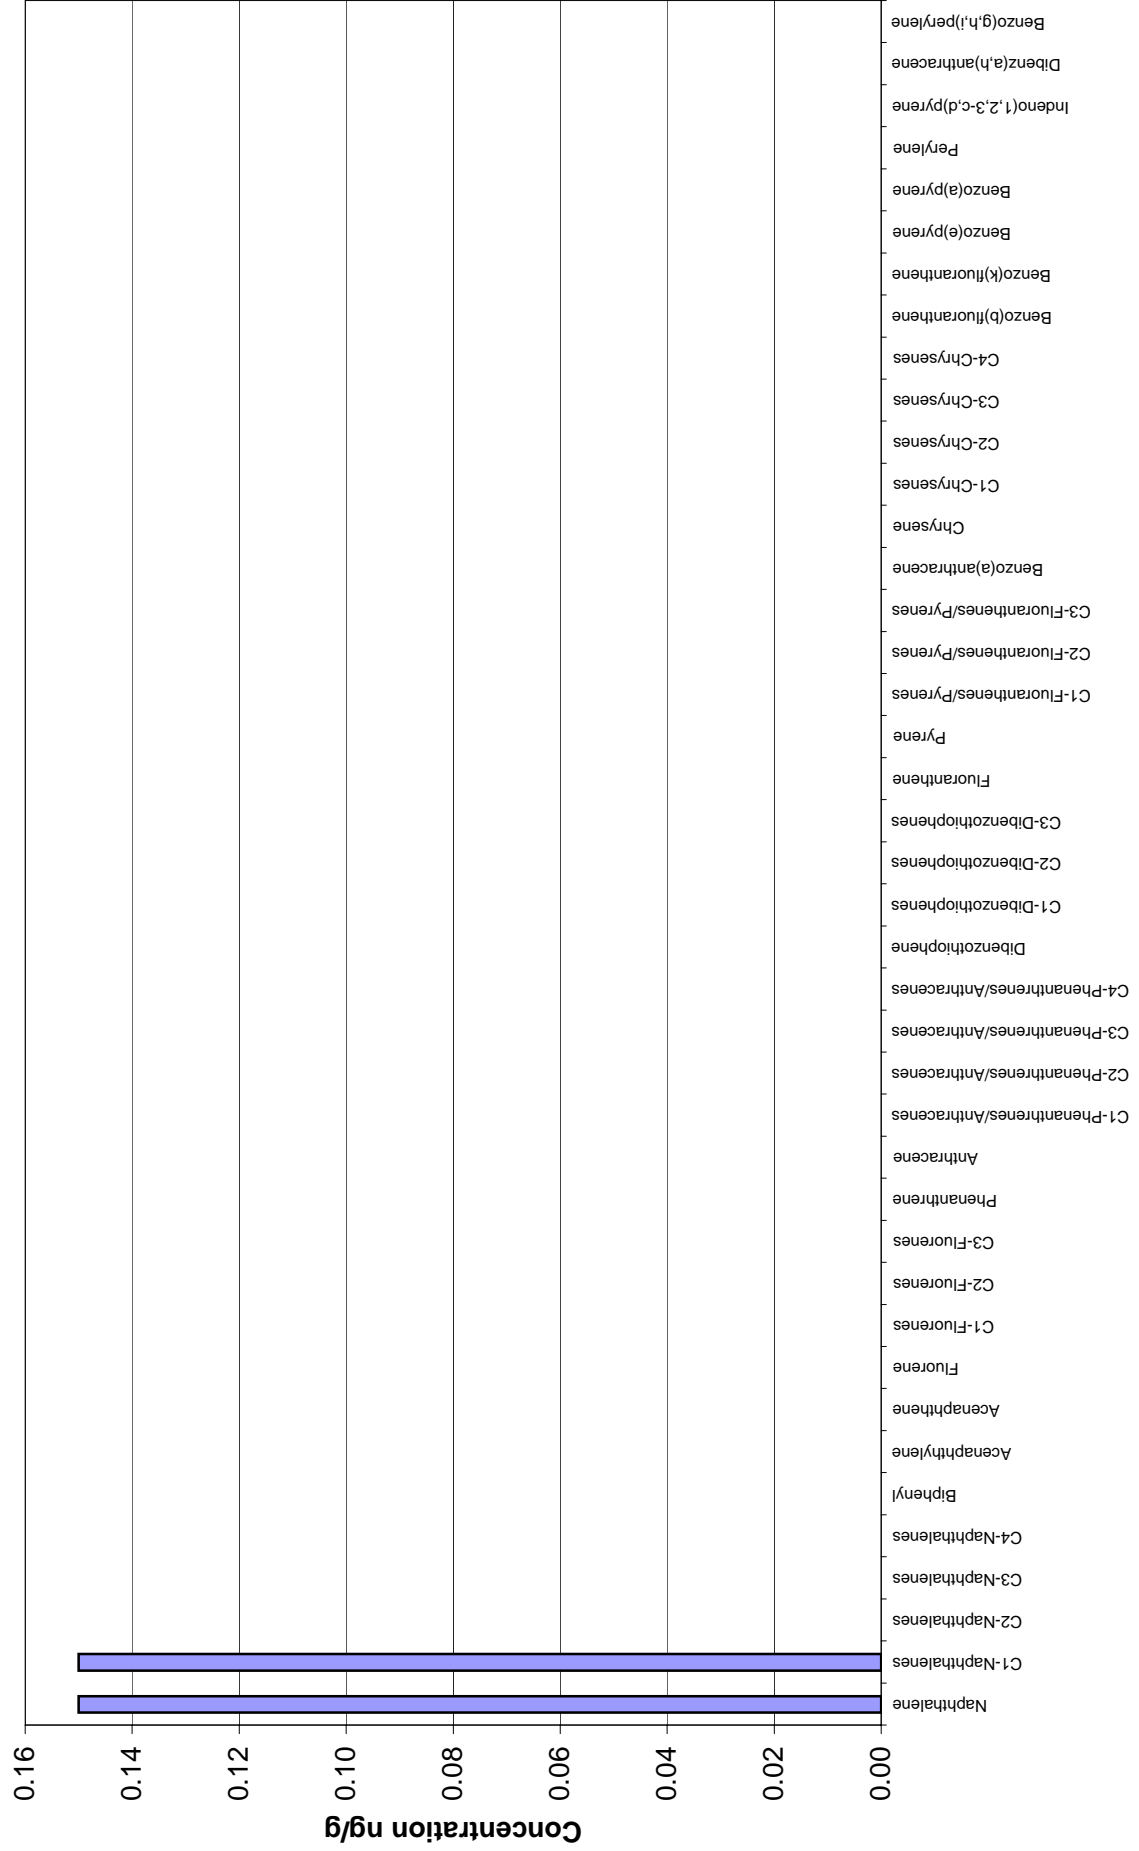 Concentration ng/g
0.16
0.14
0.12
0.10
0.08
0.06
0.04
0.02
0.00
Naphthalene
C1-Naphthalenes
C2-Naphthalenes
C3-Naphthalenes
C4-Naphthalenes
Biphenyl
Acenaphthylene
Acenaphthene
Fluorene
C1-Fluorenes
C2-Fluorenes
C3-Fluorenes
Phenanthrene
Anthracene
C1-Phenanthrenes/Anthracenes
C2-Phenanthrenes/Anthracenes
C3-Phenanthrenes/Anthracenes
C4-Phenanthrenes/Anthracenes
Dibenzothiophene
C1-Dibenzothiophenes
C2-Dibenzothiophenes
C3-Dibenzothiophenes
Fluoranthene
Pyrene
C1-Fluoranthenes/Pyrenes
C2-Fluoranthenes/Pyrenes
C3-Fluoranthenes/Pyrenes
Benzo(a)anthracene
Chrysene
C1-Chrysenes
C2-Chrysenes
C3-Chrysenes
C4-Chrysenes
Benzo(b)fluoranthene
Benzo(k)fluoranthene
Benzo(e)pyrene
Benzo(a)pyrene
Perylene
Indeno(1,2,3-c,d)pyrene
Dibenz(a,h)anthracene
Benzo(g,h,i)perylene